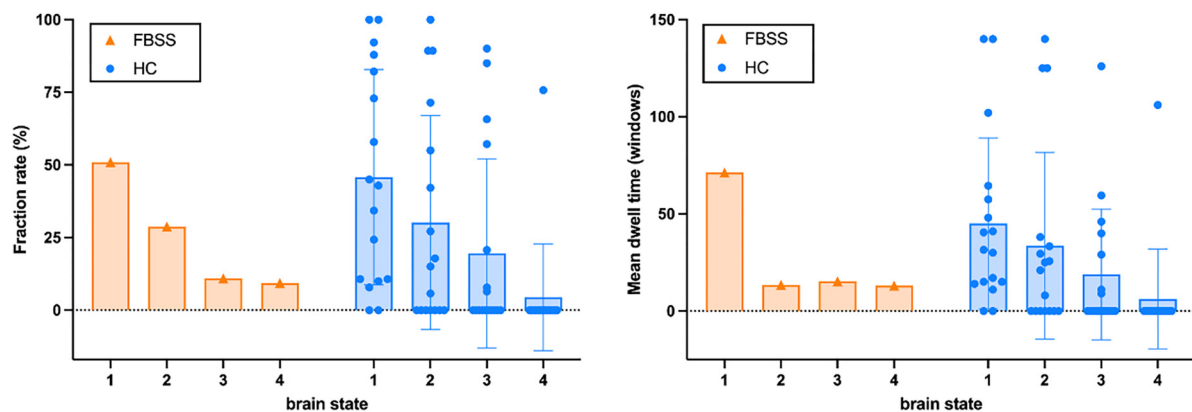 Fraction rate (%)
100
75
50
25
0
FBSS
HC
1 2 3 4 1 2 3 4
brain state
Mean dwell time (windows)
150
100
50
0
FBSS
HC
1 2 3 4 1 2 3 4
brain state